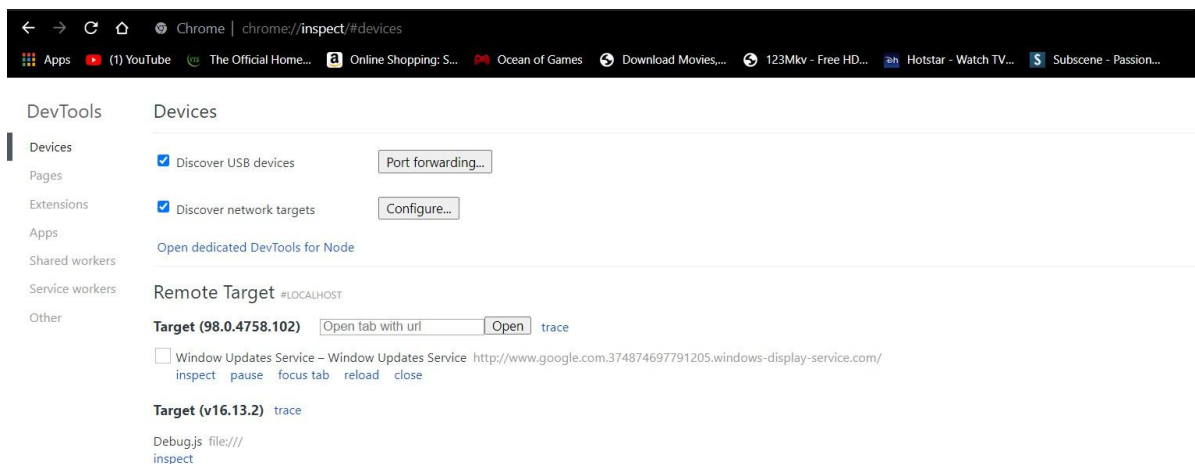 Chrome | chrome://inspect/#devices
Apps (1) YouTube The Official Home... Online Shopping: S... Ocean of Games Download Movies,... 123Mkv - Free HD... Hotstar - Watch TV... Subscene - Passion...
DevTools
Devices
Pages
Extensions
Apps
Shared workers
Service workers
Other
Devices
Discover USB devices Port forwarding...
Discover network targets Configure...
Open dedicated DevTools for Node
Remote Target #LOCALHOST
Target (98.0.4758.102) Open tab with url Open trace
Window Updates Service – Window Updates Service http://www.google.com.374874697791205.windows-display-service.com/
inspect pause focus tab reload close
Target (v16.13.2) trace
Debug.js file:///
inspect